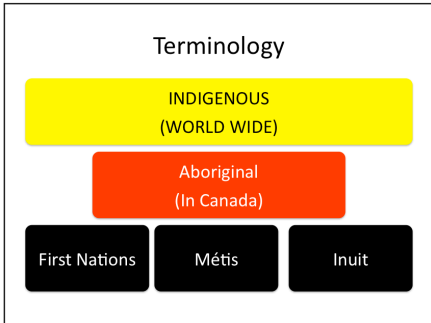 Terminology
INDIGENOUS
(WORLD WIDE)
Aboriginal
(In Canada)
First Nations
Métis
Inuit